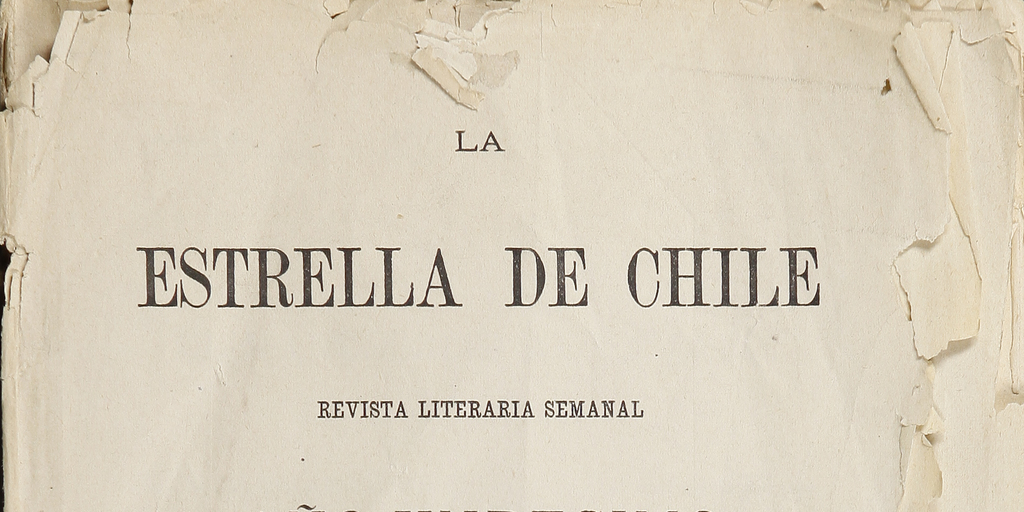 LA
ESTRELLA DE CHILE
REVISTA LITERARIA SEMANAL